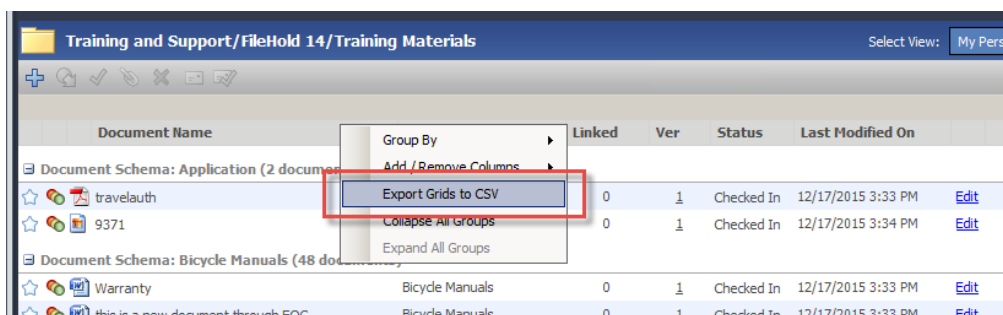 Training and Support/FileHold 14/Training Materials Select View: My Pers
Document Name Linked Ver Status Last Modified On
Group By
Add / Remove Columns
Export Grids to CSV
Collapse All Groups
Expand All Groups
Document Schema: Application (2 documen
travelauth 0 1 Checked In 12/17/2015 3:33 PM Edit
9371 0 1 Checked In 12/17/2015 3:34 PM Edit
Document Schema: Bicycle Manuals (48 documents)
Warranty Bicycle Manuals 0 1 Checked In 12/17/2015 3:33 PM Edit
this is a new document through FOC Bicycle Manuals 0 1 Checked In 12/17/2015 3:33 PM Edit